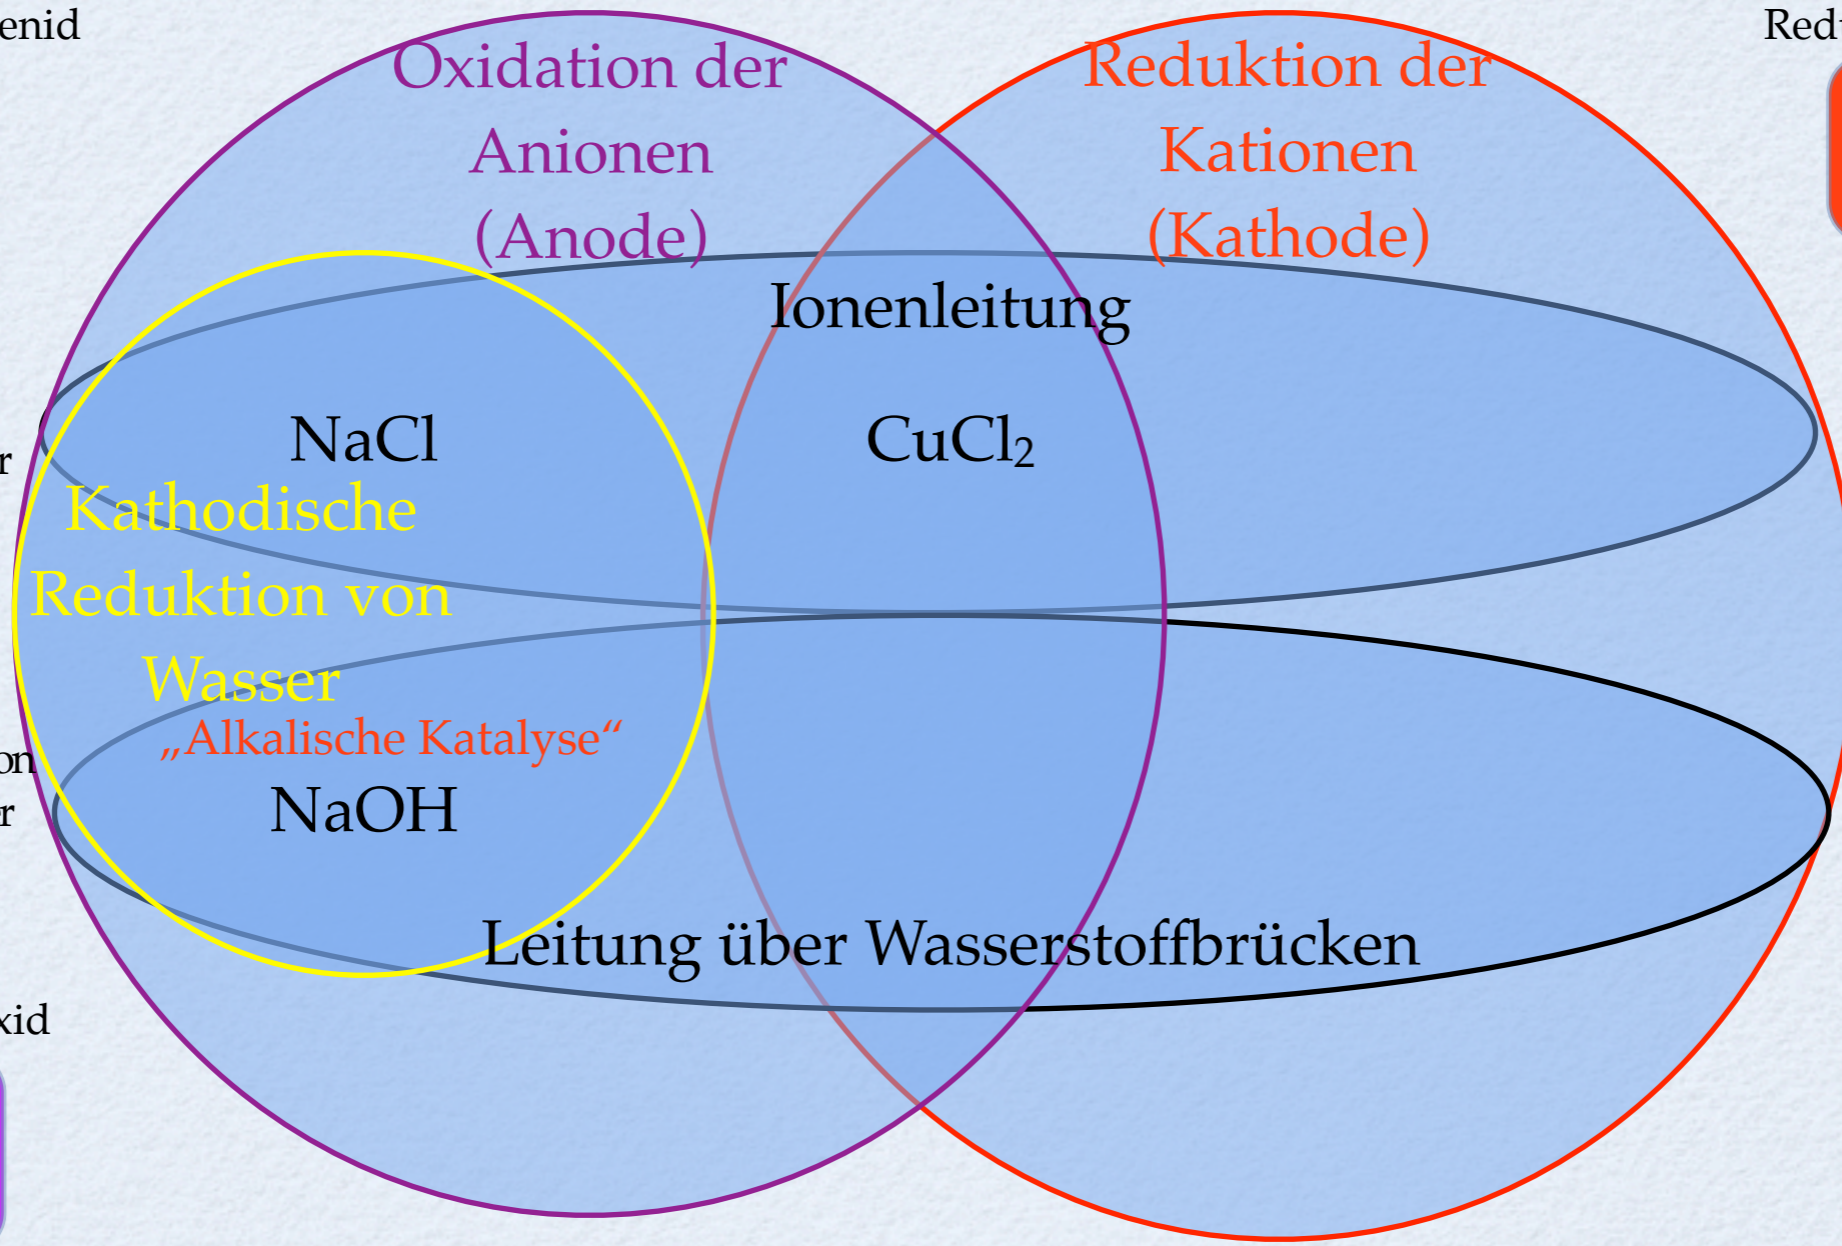 Oxidation der
Anionen
(Anode)
Reduktion der
Kationen
(Kathode)
Ionenleitung
NaCl
CuCl₂
Kathodische
Reduktion von
Wasser
„Alkalische Katalyse“
NaOH
Leitung über Wasserstoffbrücken